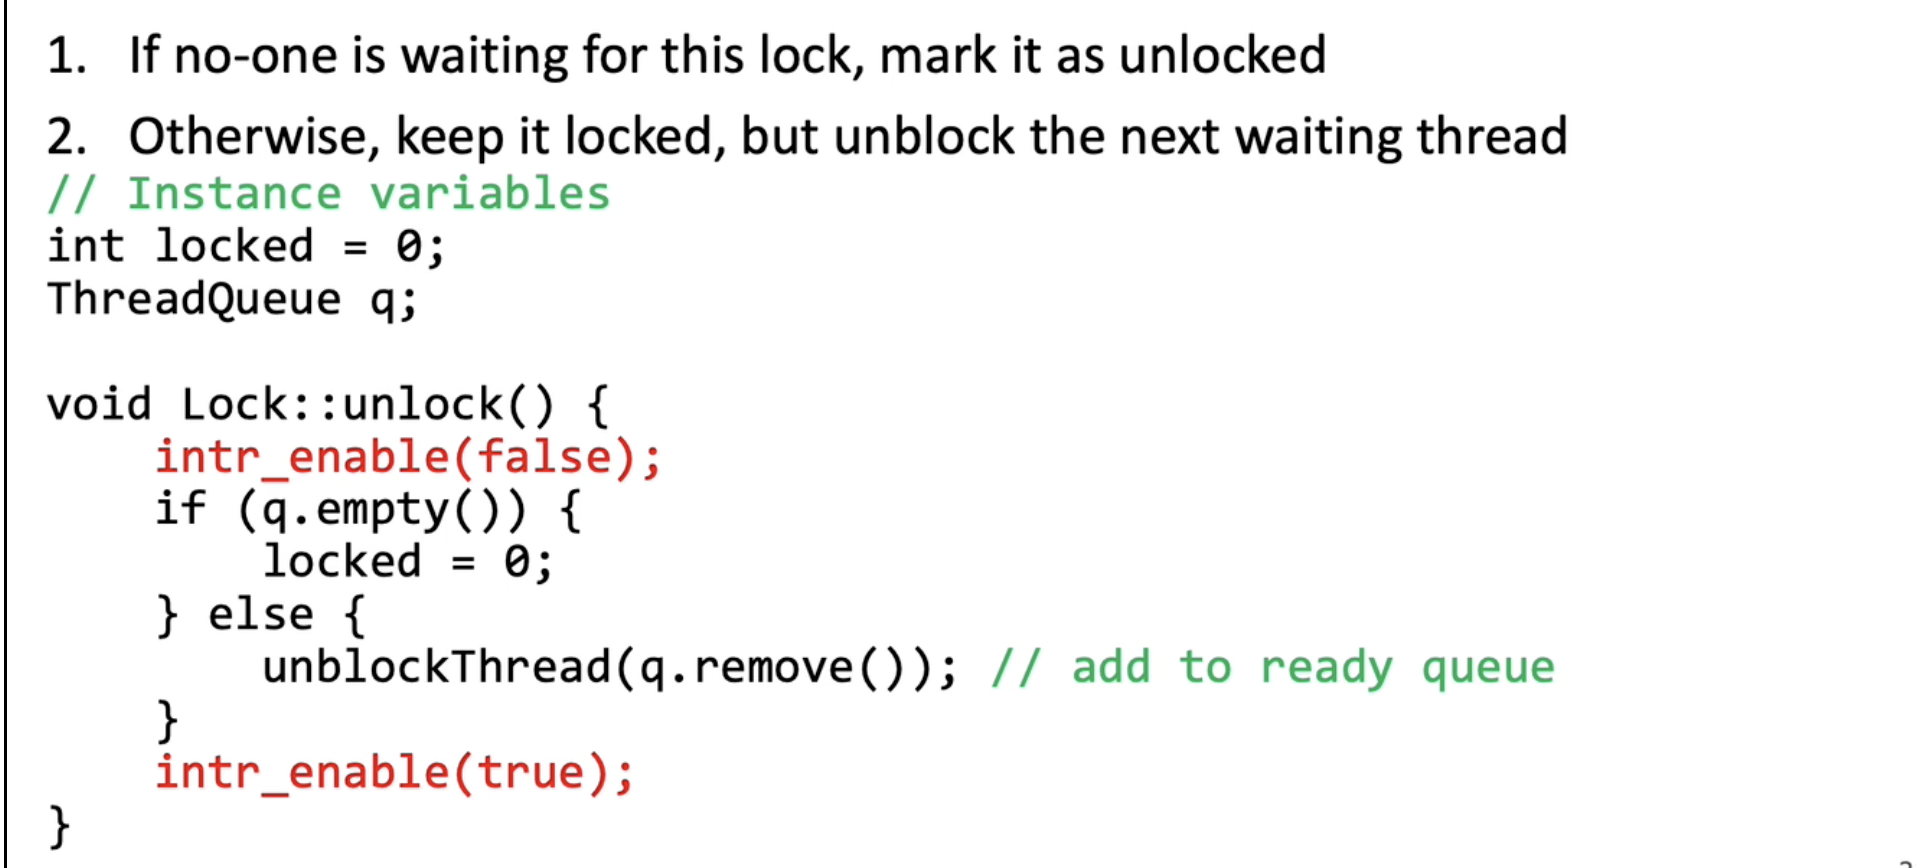 1. If no-one is waiting for this lock, mark it as unlocked
2. Otherwise, keep it locked, but unblock the next waiting thread
// Instance variables
int locked = 0;
ThreadQueue q;
void Lock::unlock() {
intr_enable(false);
if (q.empty()) {
locked = 0;
} else {
unblockThread(q.remove()); // add to ready queue
}
intr_enable(true);
}